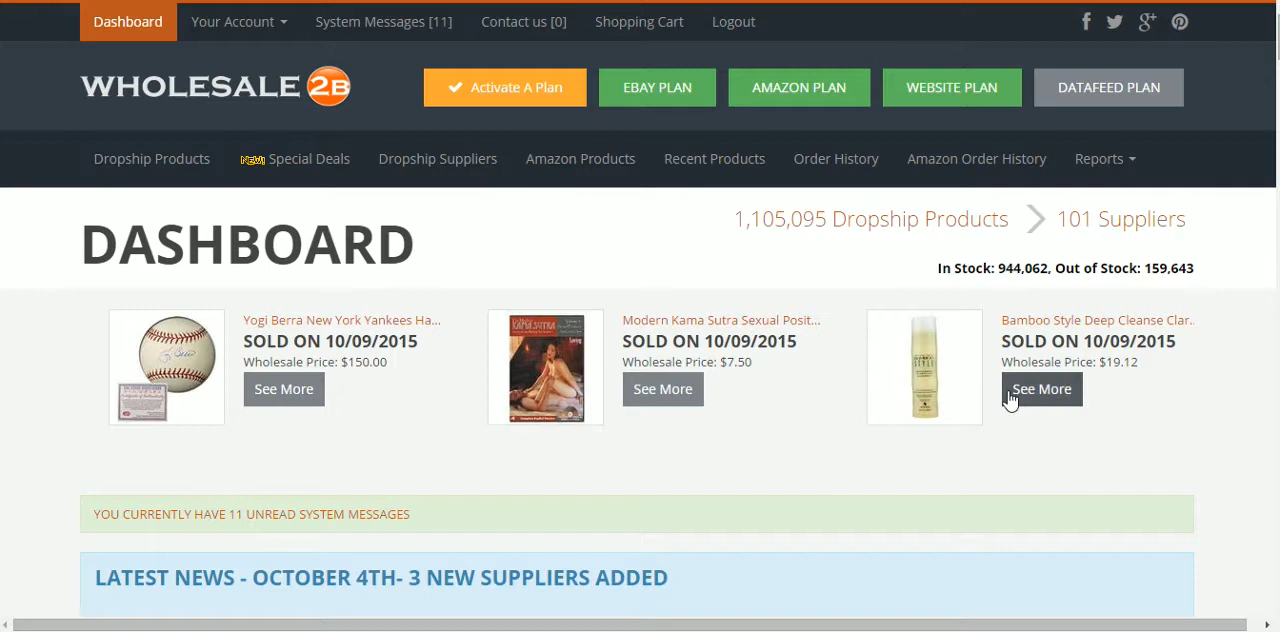 Dashboard Your Account System Messages [11] Contact us [0] Shopping Cart Logout
WHOLESALE 2B Activate A Plan EBAY PLAN AMAZON PLAN WEBSITE PLAN DATAFEED PLAN
Dropship Products NEW! Special Deals Dropship Suppliers Amazon Products Recent Products Order History Amazon Order History Reports
DASHBOARD
1,105,095 Dropship Products 101 Suppliers
In Stock: 944,062, Out of Stock: 159,643
Yogi Berra New York Yankees Ha...
SOLD ON 10/09/2015
Wholesale Price: $150.00
See More
KAMA SUTRA
Modern Kama Sutra Sexual Posit...
SOLD ON 10/09/2015
Wholesale Price: $7.50
See More
Bamboo Style Deep Cleanse Clar..
SOLD ON 10/09/2015
Wholesale Price: $19.12
See More
YOU CURRENTLY HAVE 11 UNREAD SYSTEM MESSAGES
LATEST NEWS - OCTOBER 4TH- 3 NEW SUPPLIERS ADDED